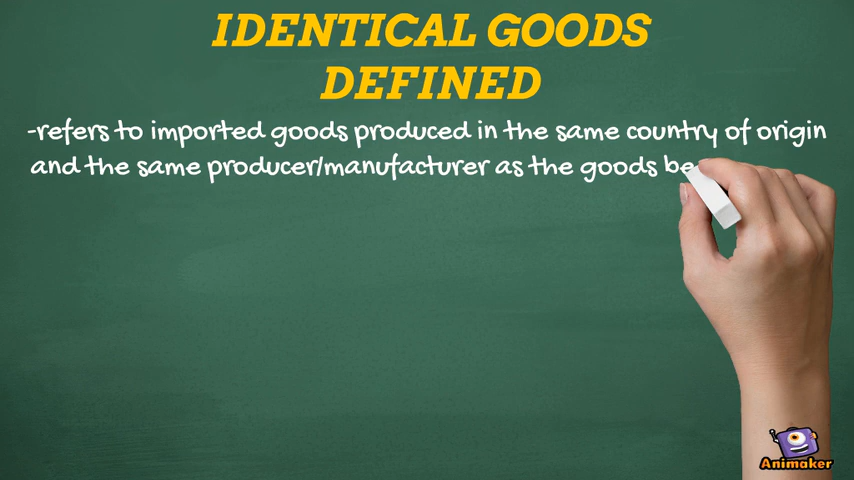 IDENTICAL GOODS
DEFINED
-refers to imported goods produced in the same country of origin
and the same producer/manufacturer as the goods be
Animaker